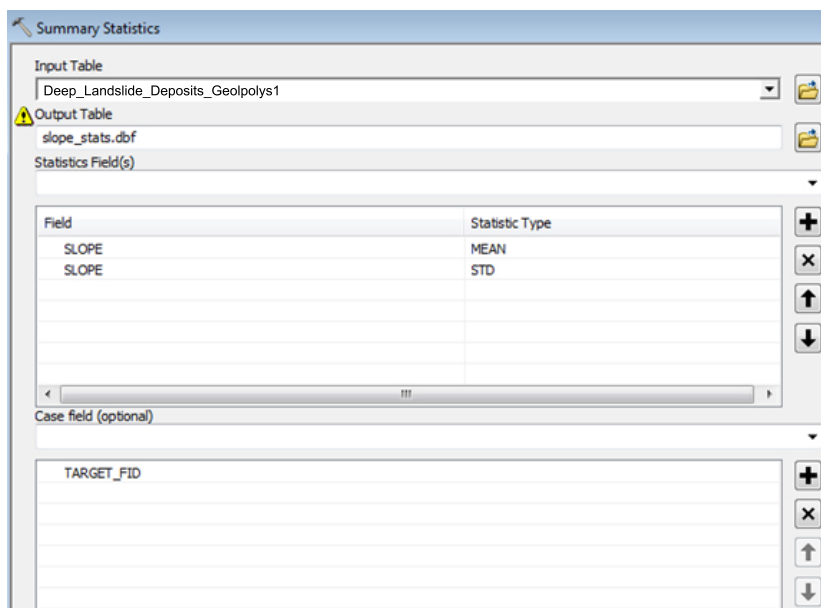 Summary Statistics
Input Table
Deep_Landslide_Deposits_Geolpolys1
Output Table
slope_stats.dbf
Statistics Field(s)
Field Statistic Type
SLOPE MEAN
SLOPE STD
Case field (optional)
TARGET_FID